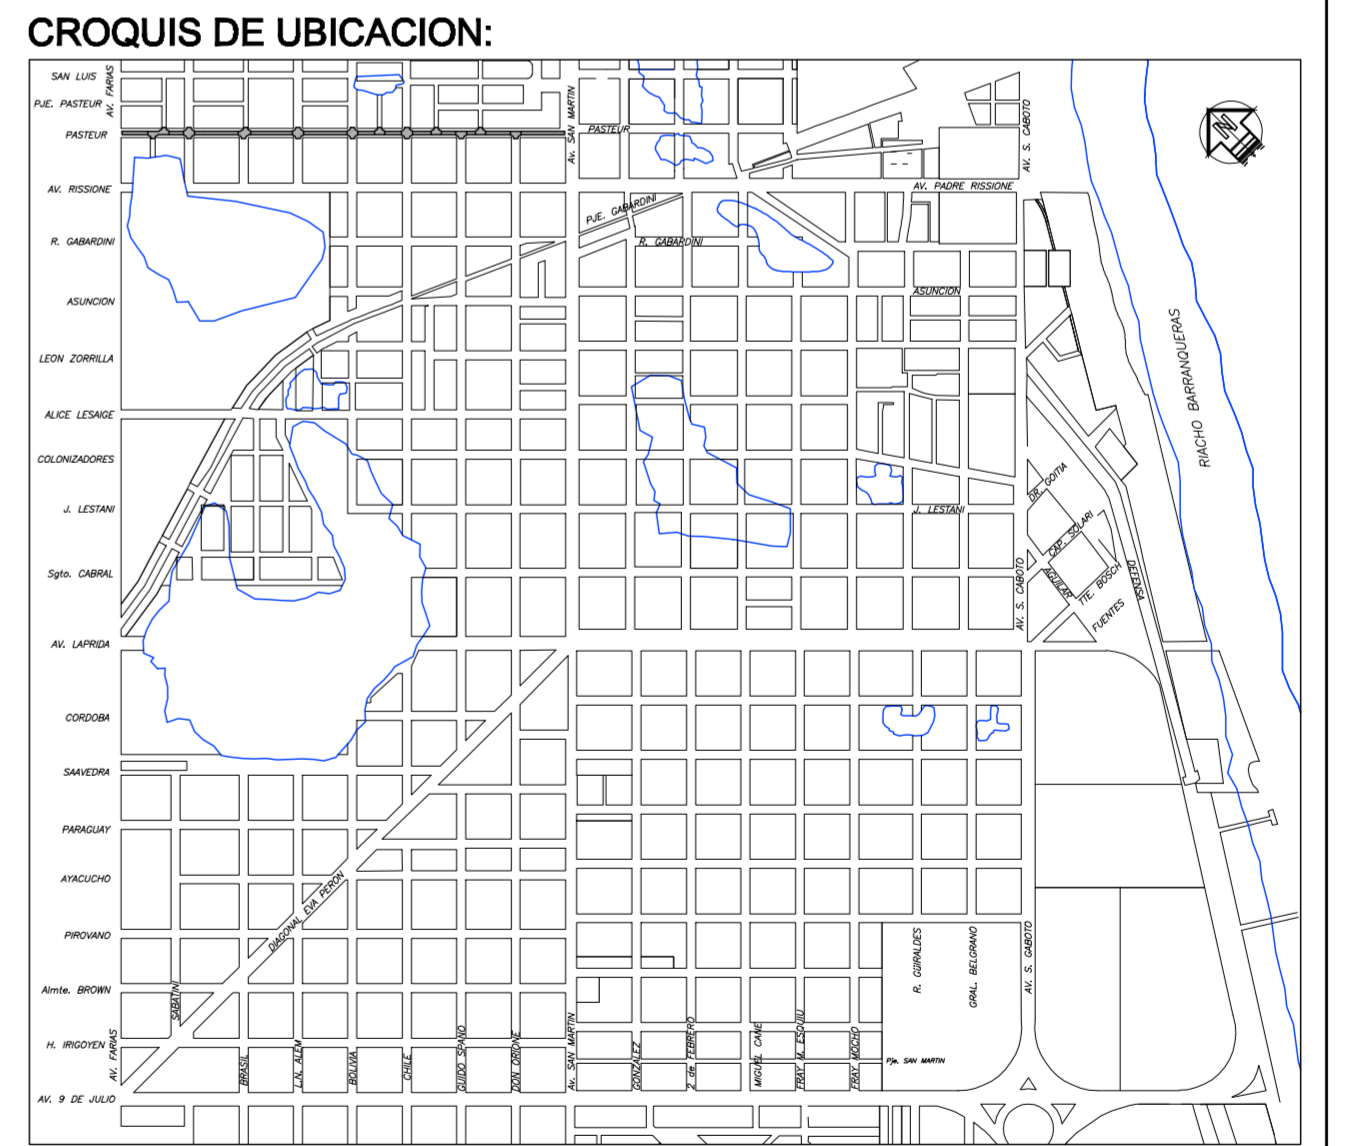 CROQUIS DE UBICACION:
SAN LUIS
AV. FARIAS
PJE. PASTEUR
PASTEUR
Av. SAN MARTIN
PASTEUR
AV. S. CABOTO
N
AV. RISSIONE
AV. PADRE RISSIONE
PJE. GABARDINI
R. GABARDINI
R. GABARDINI
ASUNCION
ASUNCION
LEON ZORRILLA
RIACHO BARRANQUERAS
ALICE LESAIGE
COLONIZADORES
DR. GOITIA
J. LESTANI
J. LESTANI
CAP. SOLARI
Sgto. CABRAL
AV. S. CABOTO
AGUILAR
TTE. BOSCH
DEFENSA
FUENTES
AV. LAPRIDA
CORDOBA
SAAVEDRA
PARAGUAY
AYACUCHO
DIAGONAL EVA PERON
PIROVANO
R. GÜIRALDES
GRAL. BELGRANO
AV. S. GABOTO
Almte. BROWN
SABATINI
H. IRIGOYEN
AV. FARIAS
BRASIL
L.N. ALEM
BOLIVIA
CHILE
GUIDO SPANO
DON ORIONE
Av. SAN MARTIN
GONZALEZ
2 de FEBRERO
MIGUEL CANE
FRAY M. ESQUIU
FRAY MOCHO
Pje. SAN MARTIN
AV. 9 DE JULIO